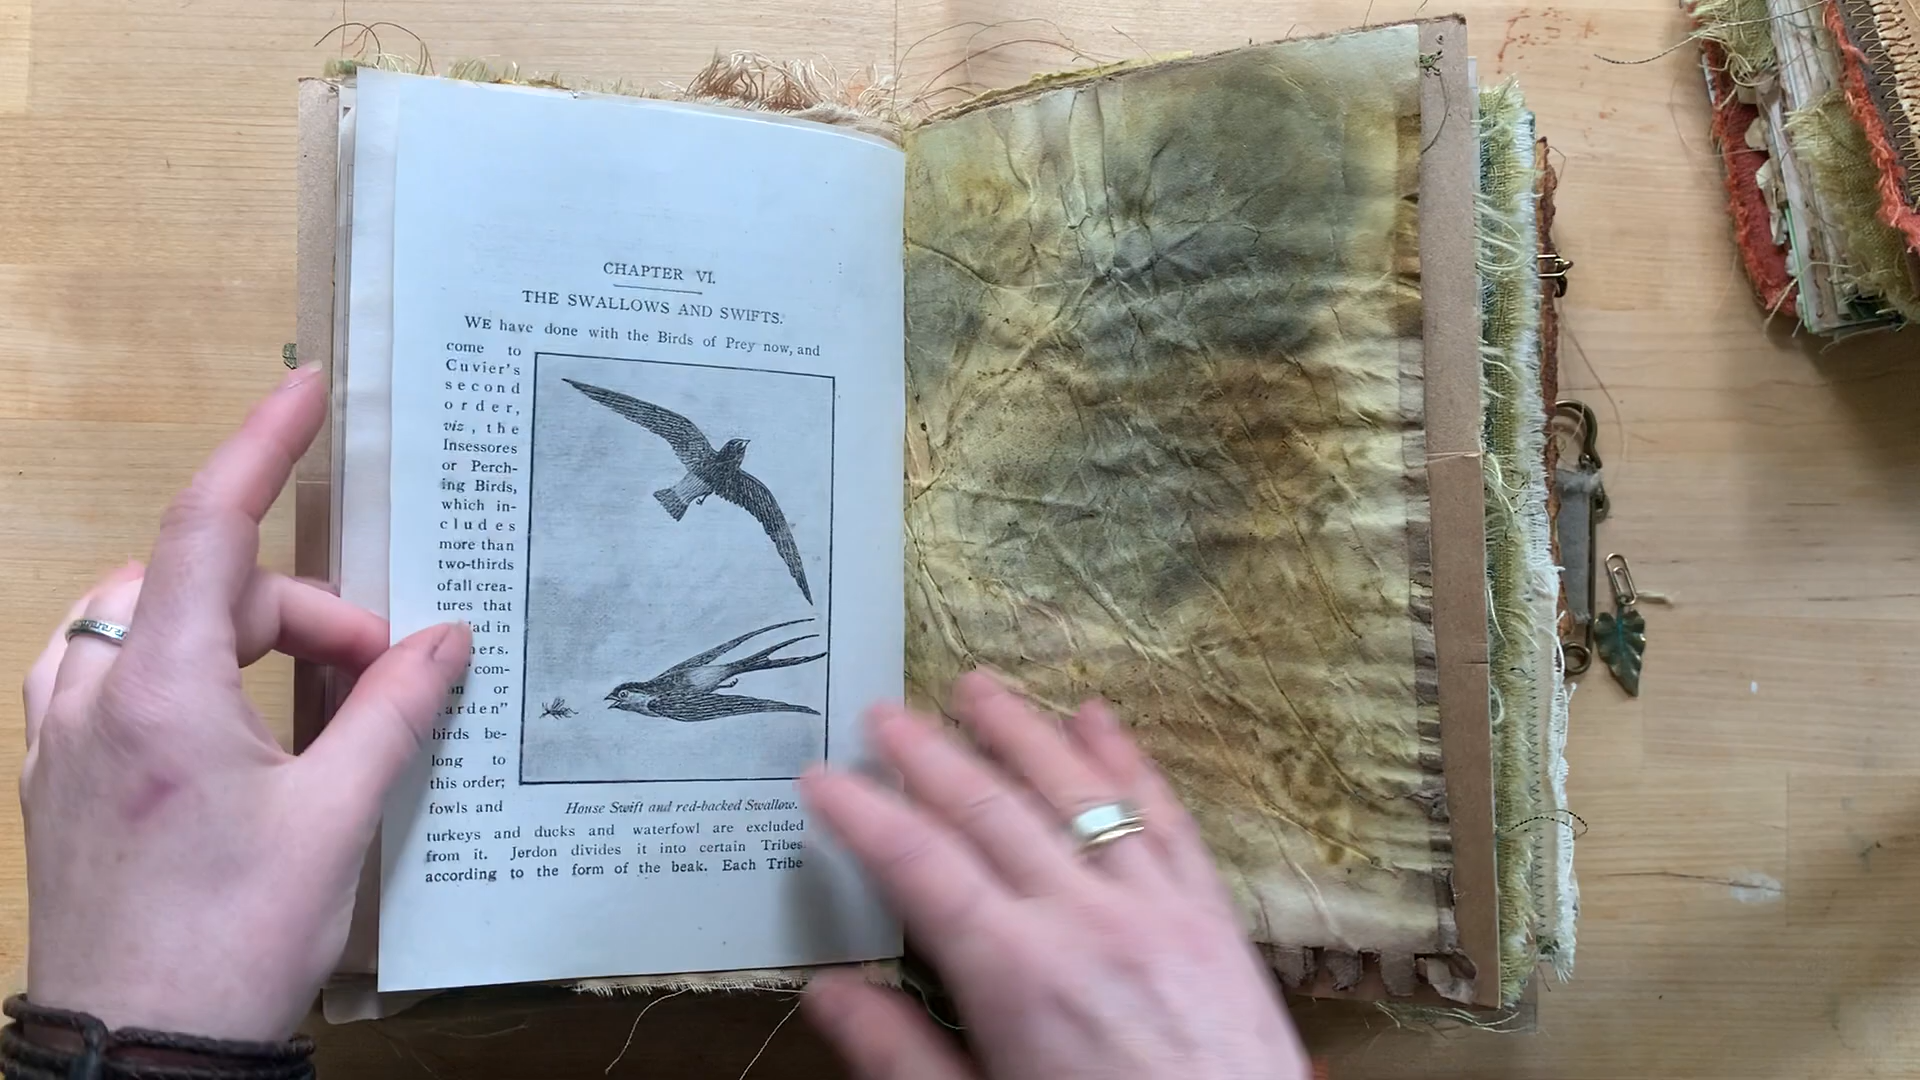 CHAPTER VI.
THE SWALLOWS AND SWIFTS.
WE have done with the Birds of Prey now, and
come to
Cuvier's
second
order,
viz, the
Insessores
or Perch-
ing Birds,
which in-
cludes
more than
two-thirds
of all crea-
tures that
in
com-
or
birds be-
long to
this order;
fowls and
House Swift and red-backed Swallow.
turkeys and ducks and waterfowl are excluded
from it. Jerdon divides it into certain Tribes
according to the form of the beak. Each Tribe